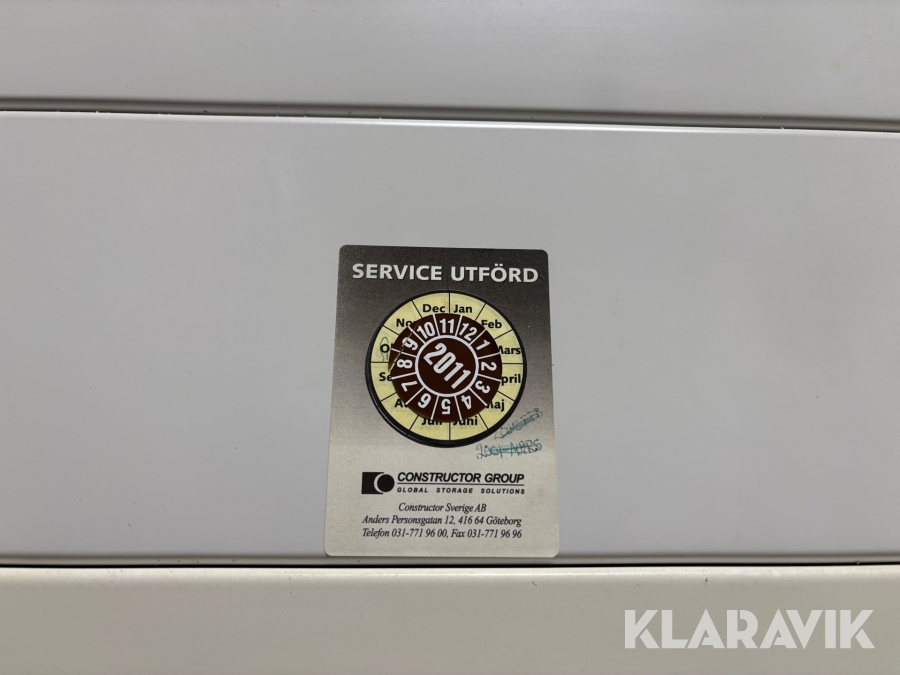 SERVICE UTFÖRD
Dec Jan
Feb
Mars
April
Maj
Juni
Juli
10 11 12 1 2 3 4 5 6 7 8 9
2011
CONSTRUCTOR GROUP
GLOBAL STORAGE SOLUTIONS
Constructor Sverige AB
Anders Personsgatan 12, 416 64 Göteborg
Telefon 031-771 96 00, Fax 031-771 96 96
KLARAVIK